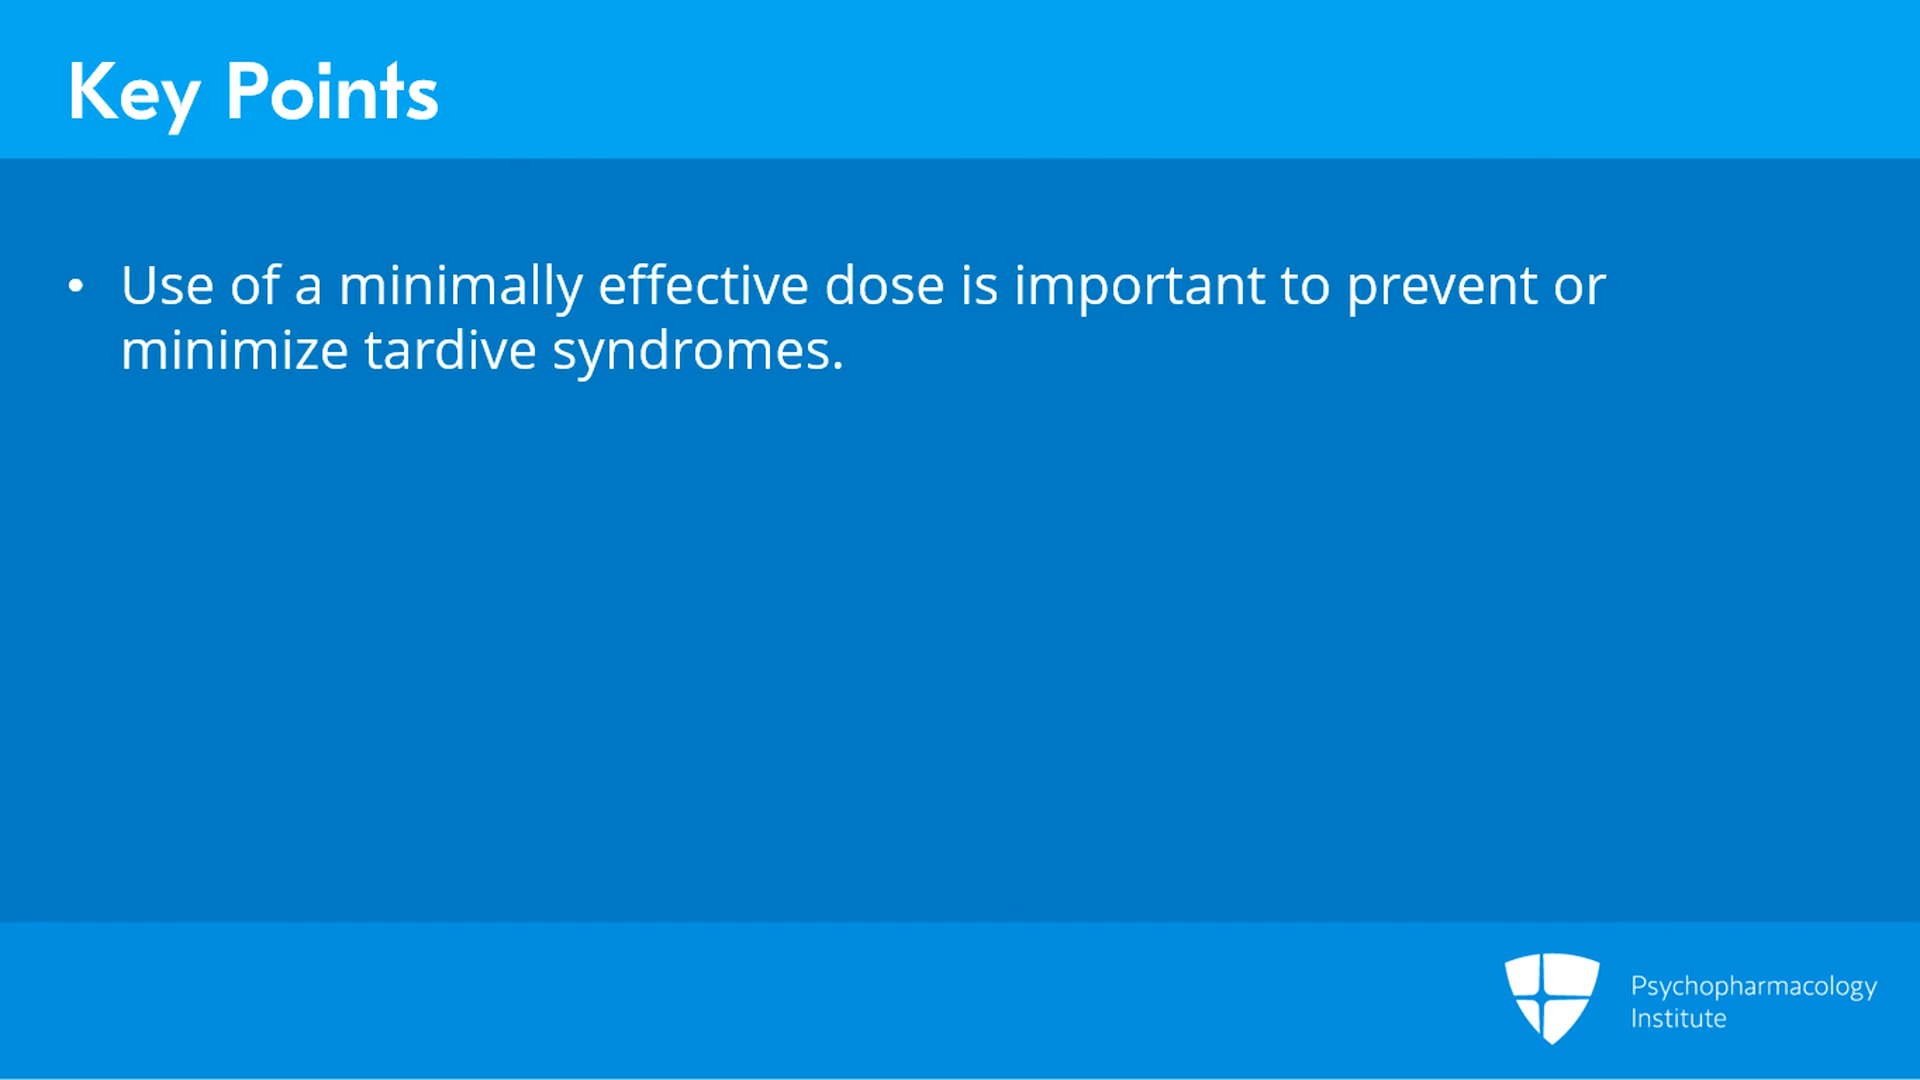 Key Points
• Use of a minimally effective dose is important to prevent or
minimize tardive syndromes.
Psychopharmacology
Institute